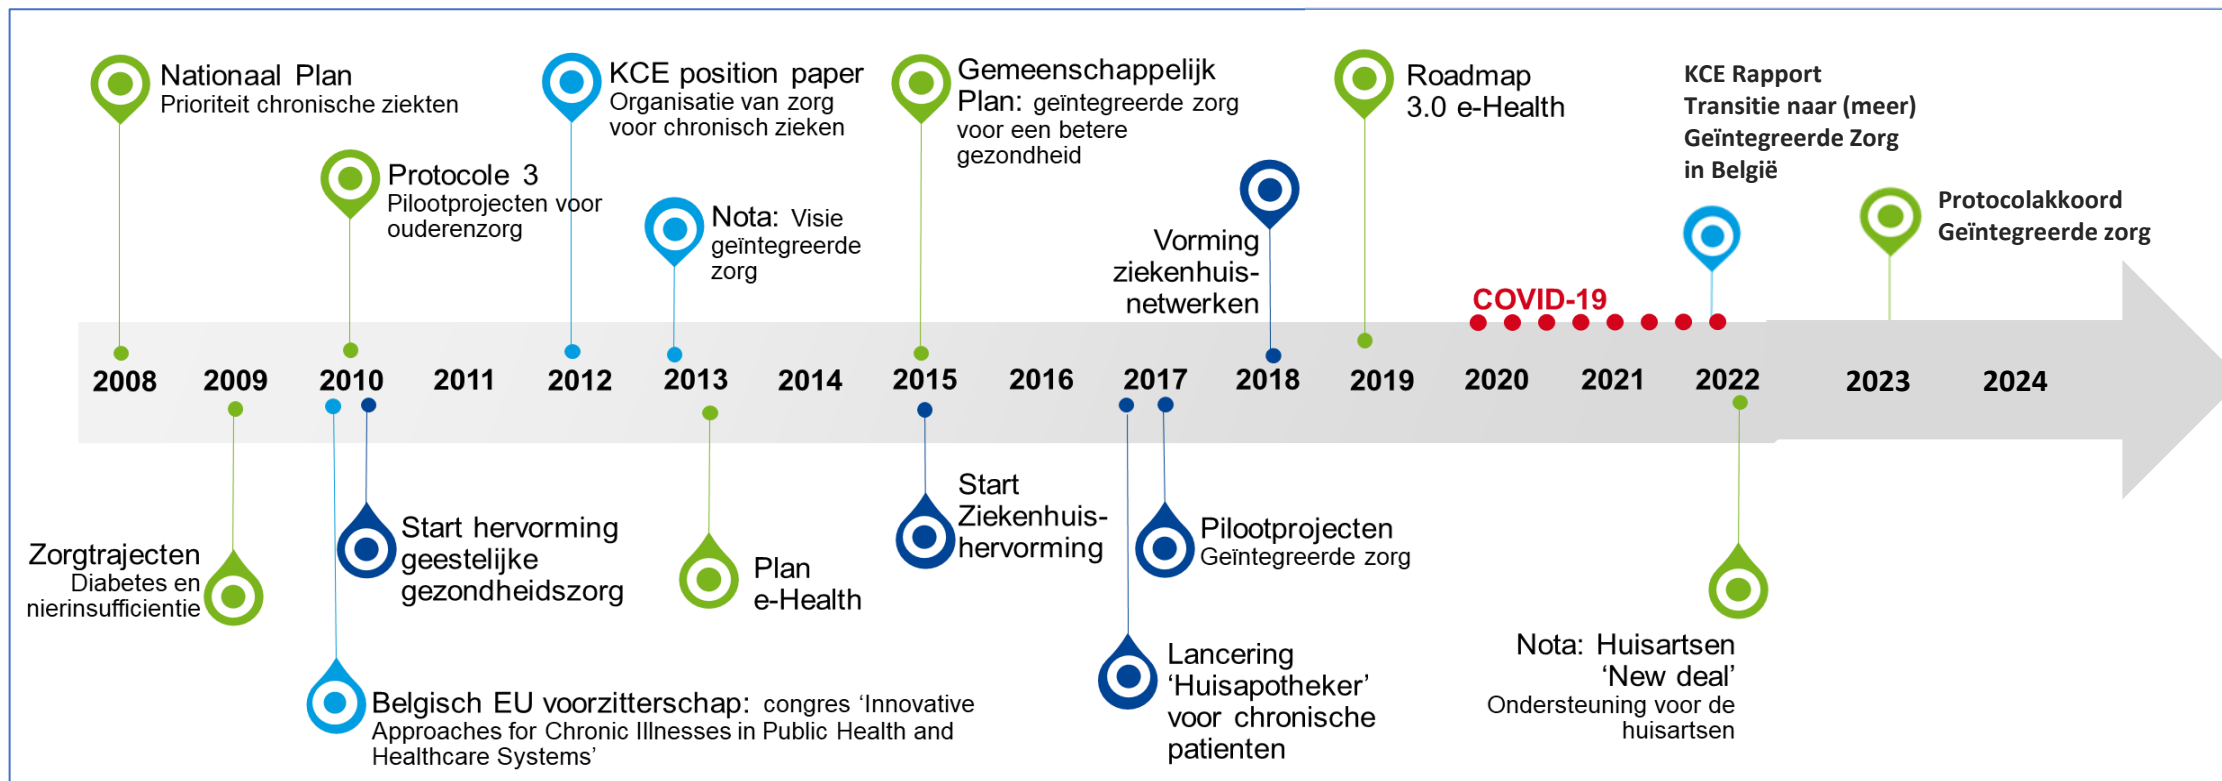 Nationaal Plan
Prioriteit chronische ziekten
Protocole 3
Pilootprojecten voor
ouderenzorg
KCE position paper
Organisatie van zorg
voor chronisch zieken
Nota: Visie
geïntegreerde
zorg
Gemeenschappelijk
Plan: geïntegreerde zorg
voor een betere
gezondheid
Vorming
ziekenhuis-
netwerken
Roadmap
3.0 e-Health
COVID-19
KCE Rapport
Transitie naar (meer)
Geïntegreerde Zorg
in België
Protocolakkoord
Geïntegreerde zorg
2008 2009 2010 2011 2012 2013 2014 2015 2016 2017 2018 2019 2020 2021 2022 2023 2024
Zorgtrajecten
Diabetes en
nierinsufficientie
Start hervorming
geestelijke
gezondheidszorg
Belgisch EU voorzitterschap: congres ‘Innovative
Approaches for Chronic Illnesses in Public Health and
Healthcare Systems’
Plan
e-Health
Start
Ziekenhuis-
hervorming
Pilootprojecten
Geïntegreerde zorg
Lancering
‘Huisapotheker’
voor chronische
patienten
Nota: Huisartsen
‘New deal’
Ondersteuning voor de
huisartsen